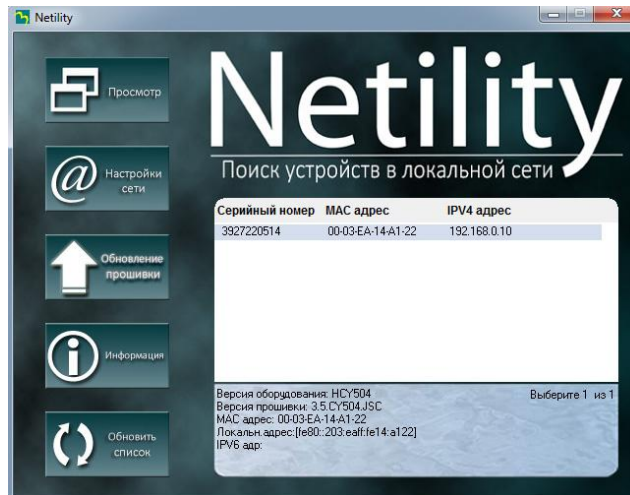 Netility
Netility
Поиск устройств в локальной сети
Просмотр
Настройки
сети
Обновление
прошивки
Информация
Обновить
список
Серийный номер MAC адрес IPV4 адрес
3927220514 00-03-EA-14-A1-22 192.168.0.10
Версия оборудования: HCY504 Выберите 1 из 1
Версия прошивки: 3.5.CY504.JSC
MAC адрес: 00-03-EA-14-A1-22
Локальн.адрес:[fe80::203:eaff:fe14:a122]
IPV6 адр: